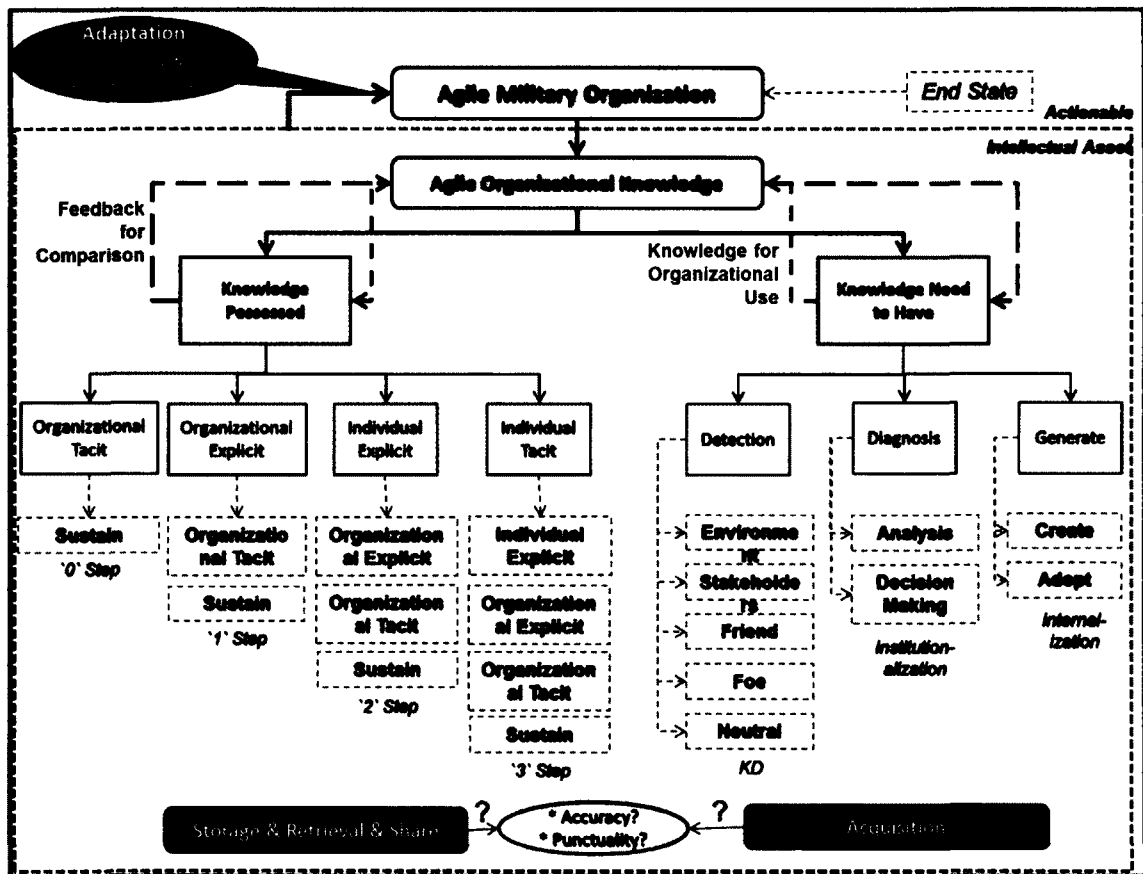 Adaptation
Agile Military Organization
End State
Actionable
Intellectual Asset
Agile Organizational Knowledge
Feedback
for
Comparison
Knowledge for
Organizational
Use
Knowledge
Possessed
Knowledge Need
to Have
Organizational
Tacit
Organizational
Explicit
Individual
Explicit
Individual
Tacit
Detection
Diagnosis
Generate
Sustain
'0' Step
Organizatio
nal Tacit
Sustain
'1' Step
Organization
al Explicit
Organization
al Tacit
Sustain
'2' Step
Individual
Explicit
Organization
al Explicit
Organization
al Tacit
Sustain
'3' Step
Environme
nt
Stakeholde
rs
Friend
Foe
Neutral
KD
Analysis
Decision
Making
Institution-
alization
Create
Adopt
Internal-
ization
Storage & Retrieval & Share
?
* Accuracy?
* Punctuality?
?
Acquisition